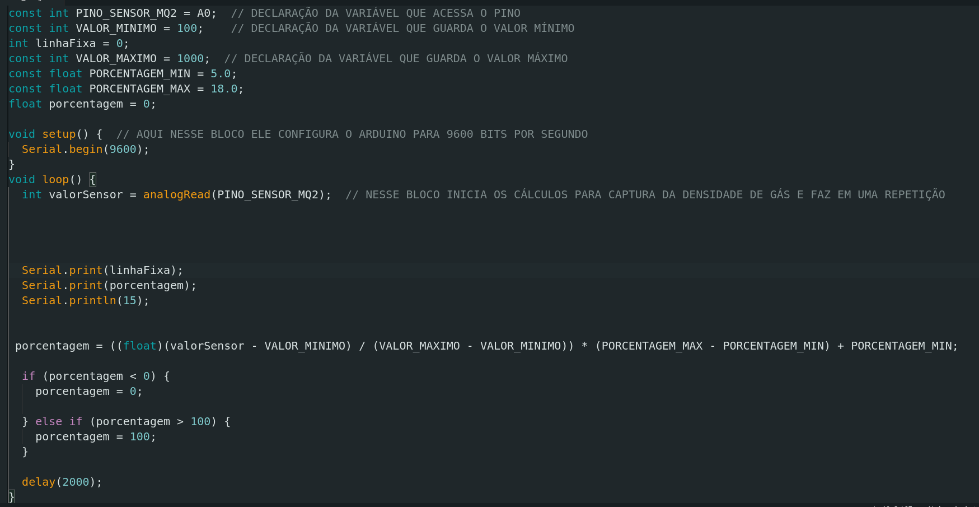 const int PINO_SENSOR_MQ2 = A0;  // DECLARAÇÃO DA VARIÁVEL QUE ACESSA O PINO
const int VALOR_MINIMO = 100;    // DECLARAÇÃO DA VARIÁVEL QUE GUARDA O VALOR MÍNIMO
int linhaFixa = 0;
const int VALOR_MAXIMO = 1000;  // DECLARAÇÃO DA VARIÁVEL QUE GUARDA O VALOR MÁXIMO
const float PORCENTAGEM_MIN = 5.0;
const float PORCENTAGEM_MAX = 18.0;
float porcentagem = 0;
void setup() {  // AQUI NESSE BLOCO ELE CONFIGURA O ARDUINO PARA 9600 BITS POR SEGUNDO
  Serial.begin(9600);
}
void loop() {
  int valorSensor = analogRead(PINO_SENSOR_MQ2);  // NESSE BLOCO INICIA OS CÁLCULOS PARA CAPTURA DA DENSIDADE DE GÁS E FAZ EM UMA REPETIÇÃO
  Serial.print(linhaFixa);
  Serial.print(porcentagem);
  Serial.println(15);
 porcentagem = ((float)(valorSensor - VALOR_MINIMO) / (VALOR_MAXIMO - VALOR_MINIMO)) * (PORCENTAGEM_MAX - PORCENTAGEM_MIN) + PORCENTAGEM_MIN;
  if (porcentagem < 0) {
    porcentagem = 0;
  } else if (porcentagem > 100) {
    porcentagem = 100;
  }
  delay(2000);
}